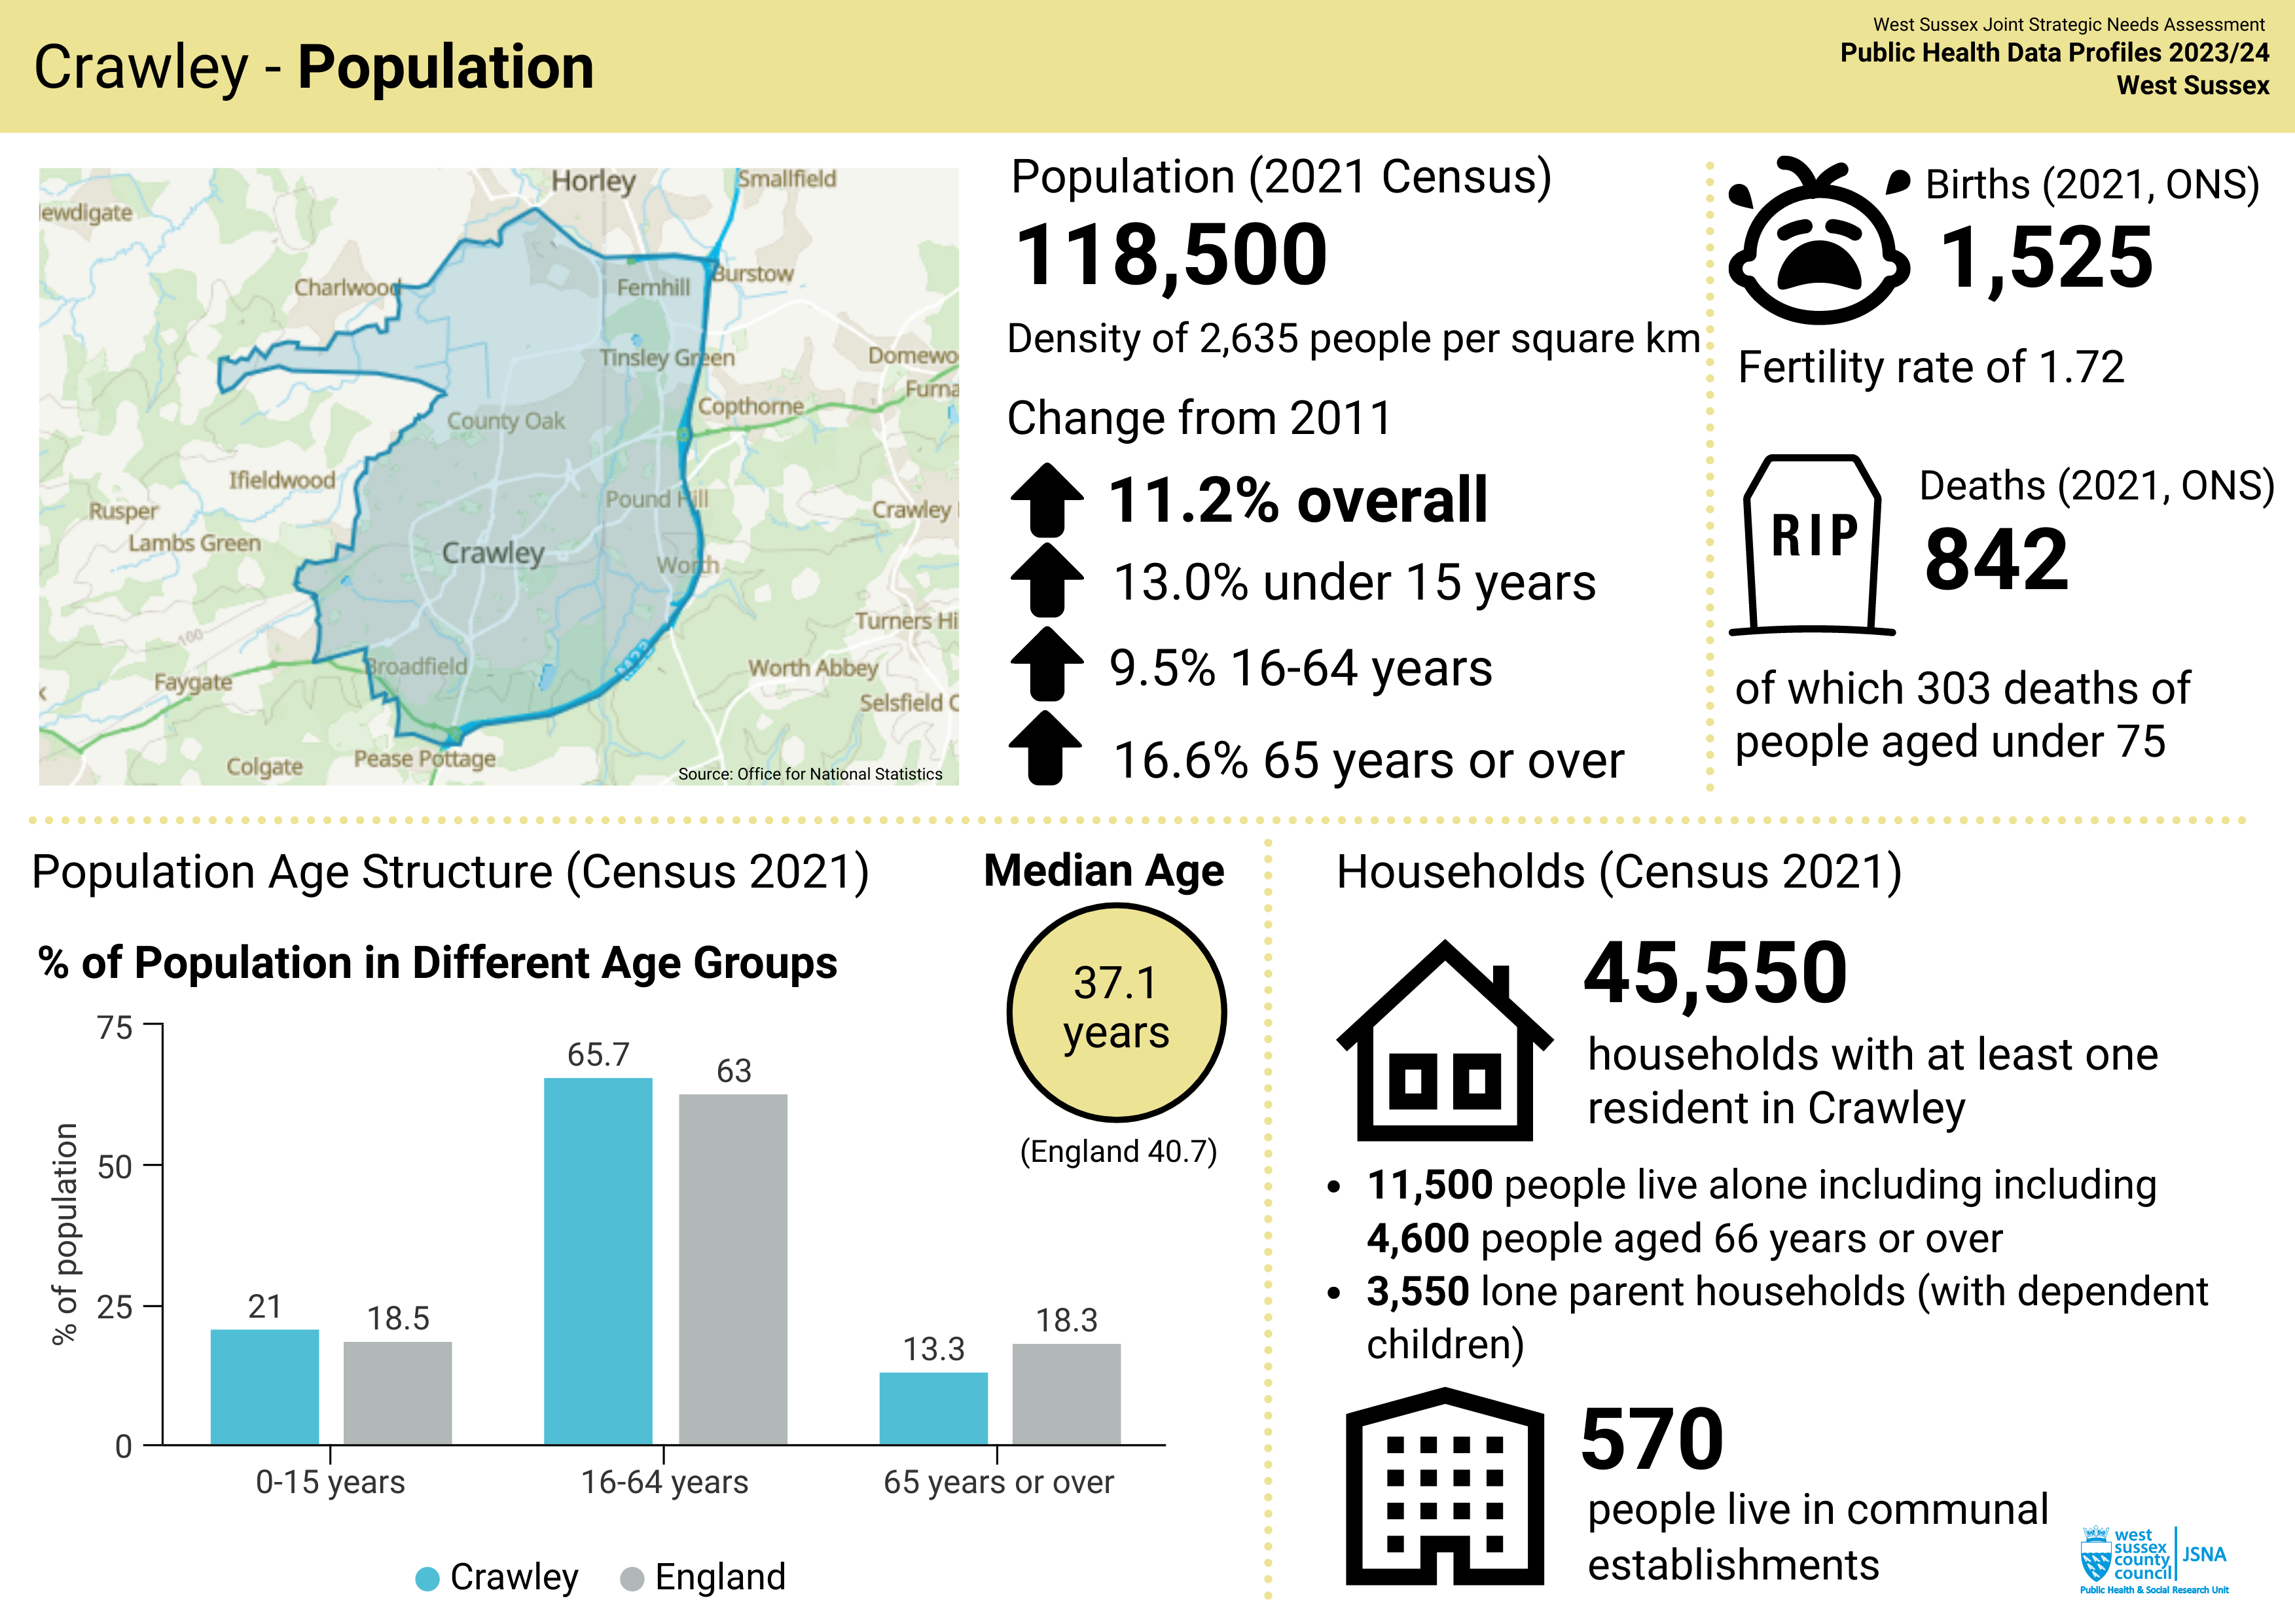 Crawley - Population
West Sussex Joint Strategic Needs Assessment
Public Health Data Profiles 2023/24
West Sussex
Horley
Smallfield
lewdigate
Charlwood
Fernhill
Burstow
Tinsley Green
Domewo
Furna
County Oak
Copthorne
Ifieldwood
Rusper
Pound Hill
Crawley
Lambs Green
Crawley
Worth
100
Turners Hi
Broadfield
M23
Worth Abbey
Faygate
Selsfield C
Colgate
Pease Pottage
Source: Office for National Statistics
Population (2021 Census)
118,500
Density of 2,635 people per square km
Change from 2011
11.2% overall
13.0% under 15 years
9.5% 16-64 years
16.6% 65 years or over
Births (2021, ONS)
1,525
Fertility rate of 1.72
RIP
Deaths (2021, ONS)
842
of which 303 deaths of
people aged under 75
Population Age Structure (Census 2021)
% of Population in Different Age Groups
% of population
75
50
25
0
21
18.5
65.7
63
13.3
18.3
0-15 years
16-64 years
65 years or over
Crawley
England
Median Age
37.1
years
(England 40.7)
Households (Census 2021)
45,550
households with at least one
resident in Crawley
• 11,500 people live alone including including
4,600 people aged 66 years or over
• 3,550 lone parent households (with dependent
children)
570
people live in communal
establishments
west
sussex
county
council
JSNA
Public Health & Social Research Unit